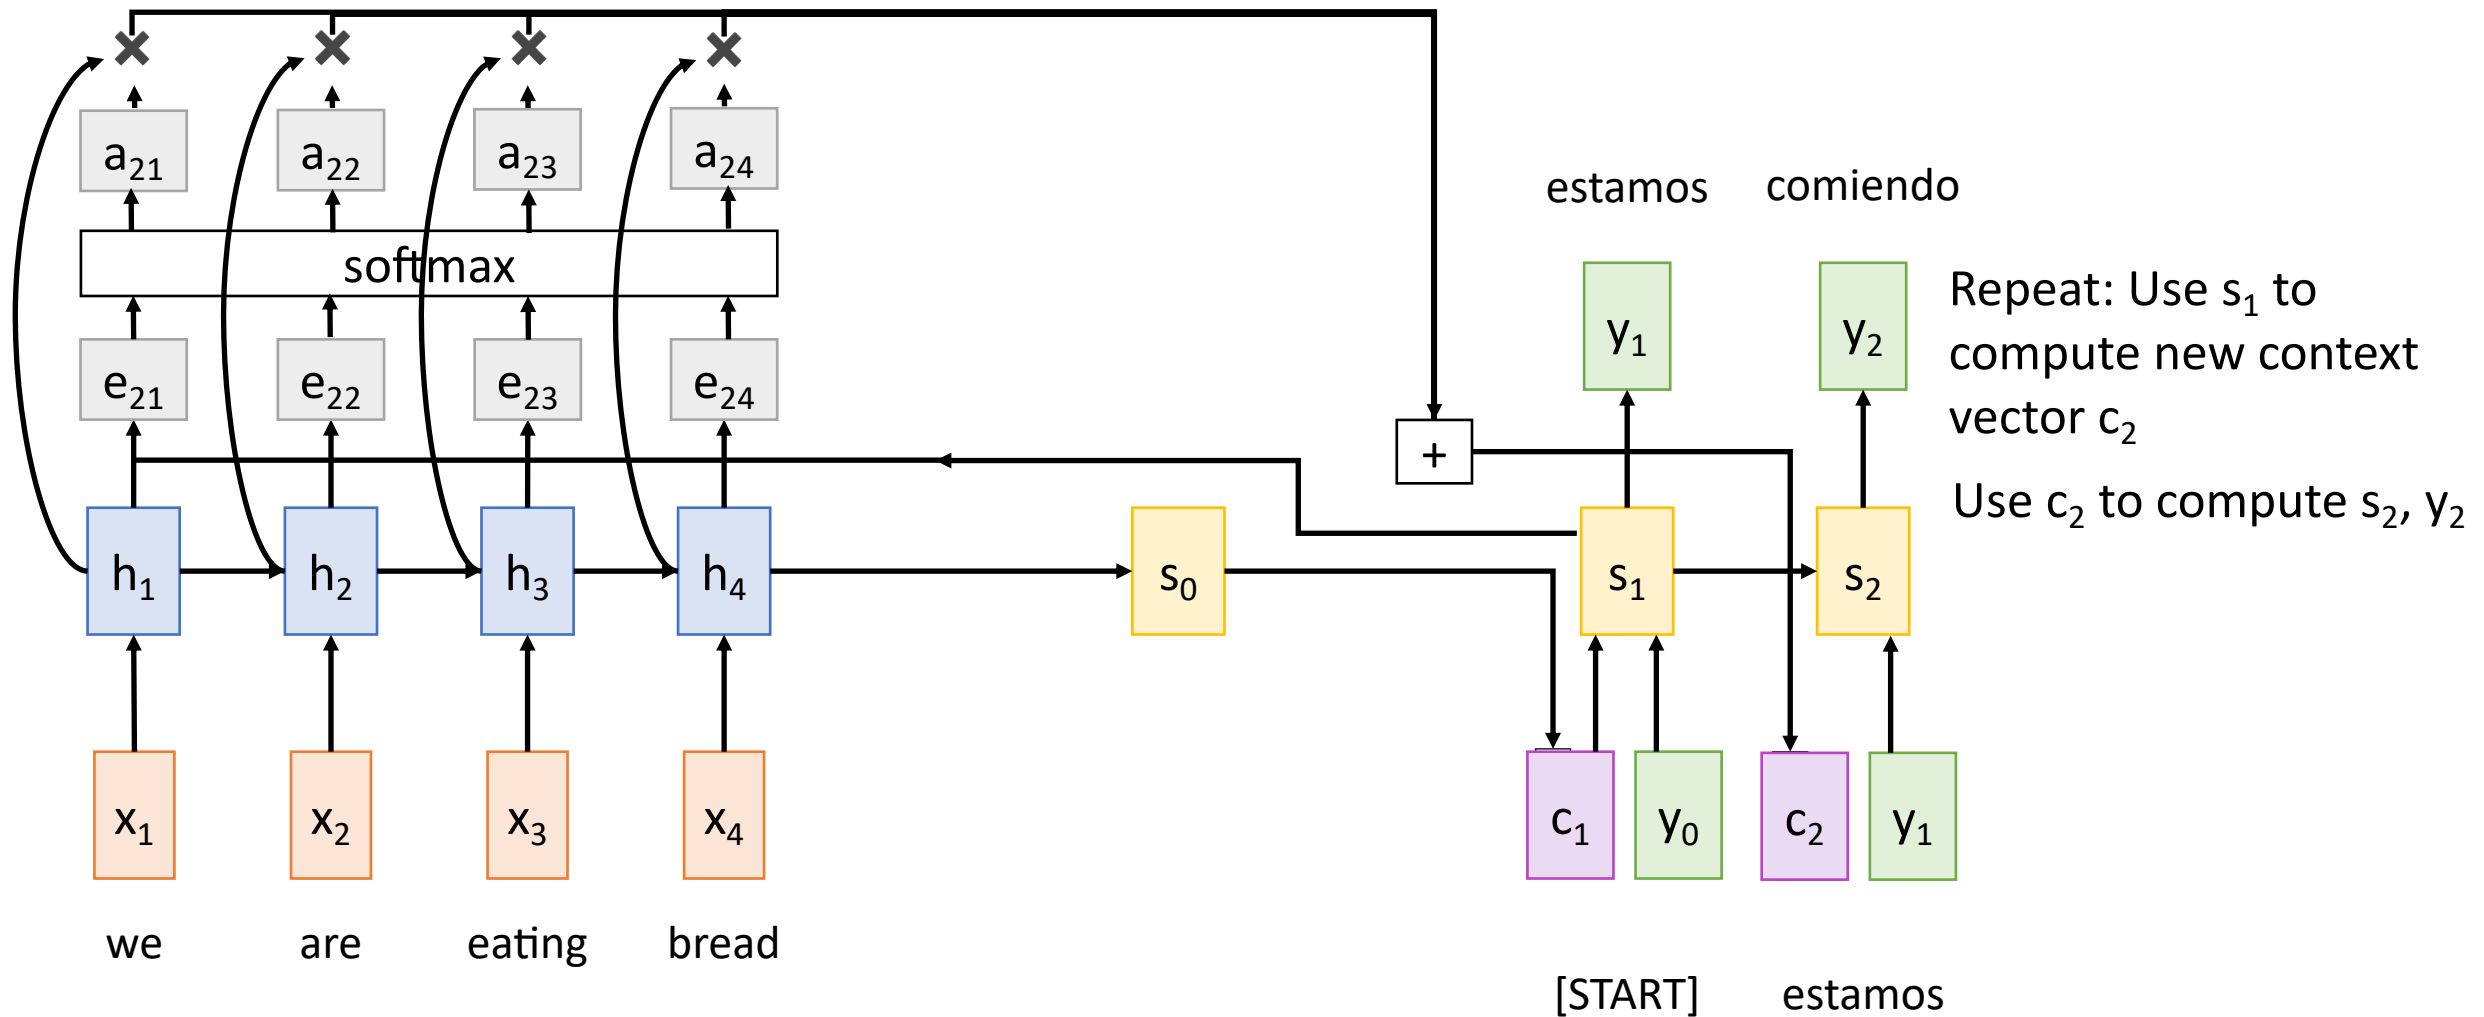 a₂₁ a₂₂ a₂₃ a₂₄
softmax
e₂₁ e₂₂ e₂₃ e₂₄
h₁ h₂ h₃ h₄
x₁ x₂ x₃ x₄
we are eating bread
s₀
+
estamos comiendo
y₁ y₂
s₁ s₂
c₁ y₀ c₂ y₁
[START] estamos
Repeat: Use s₁ to
compute new context
vector c₂
Use c₂ to compute s₂, y₂